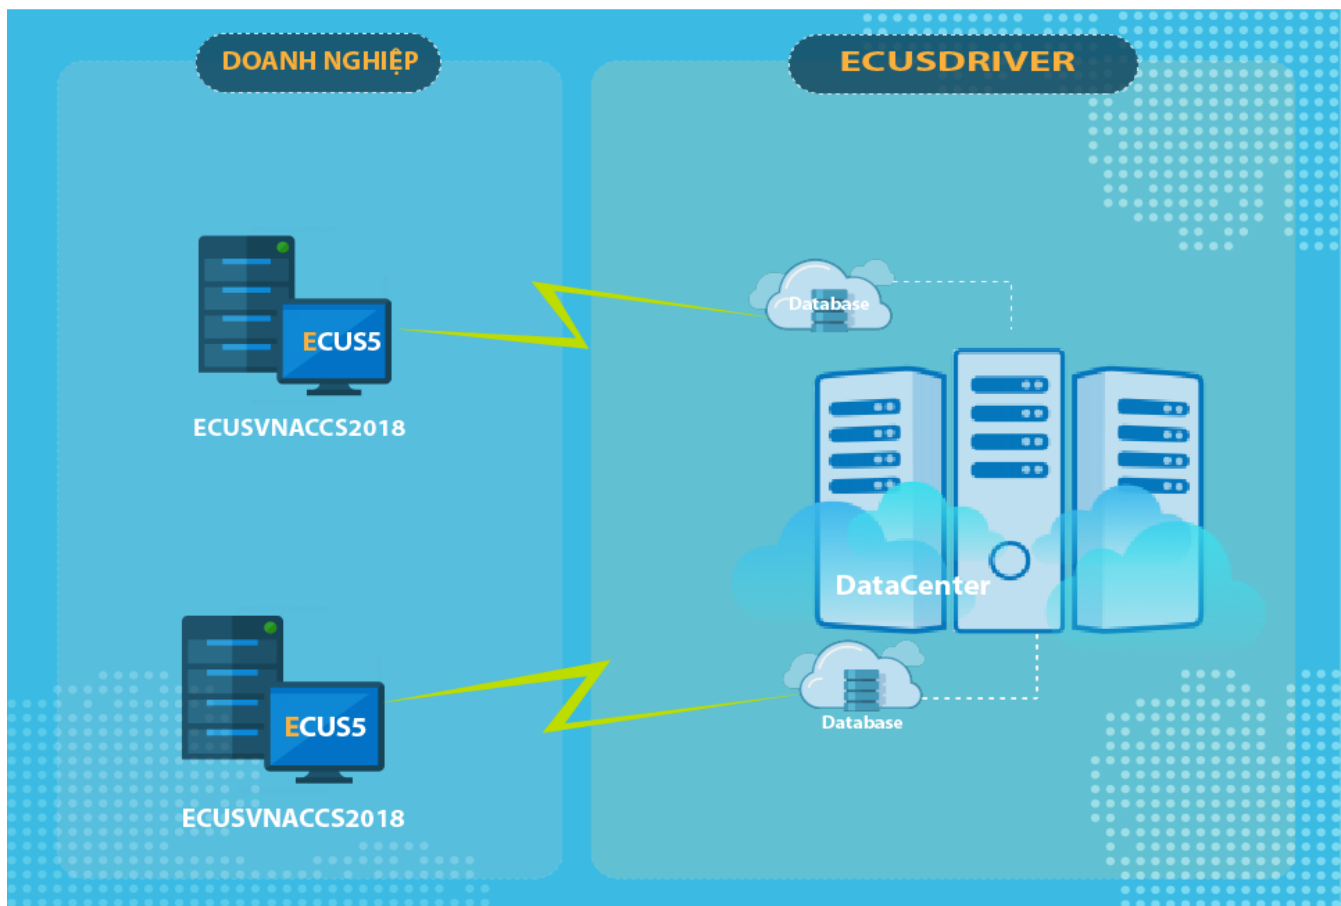 DOANH NGHIỆP
ECUSDRIVER
Database
ECUS5
ECUSVNACCS2018
DataCenter
ECUS5
Database
ECUSVNACCS2018